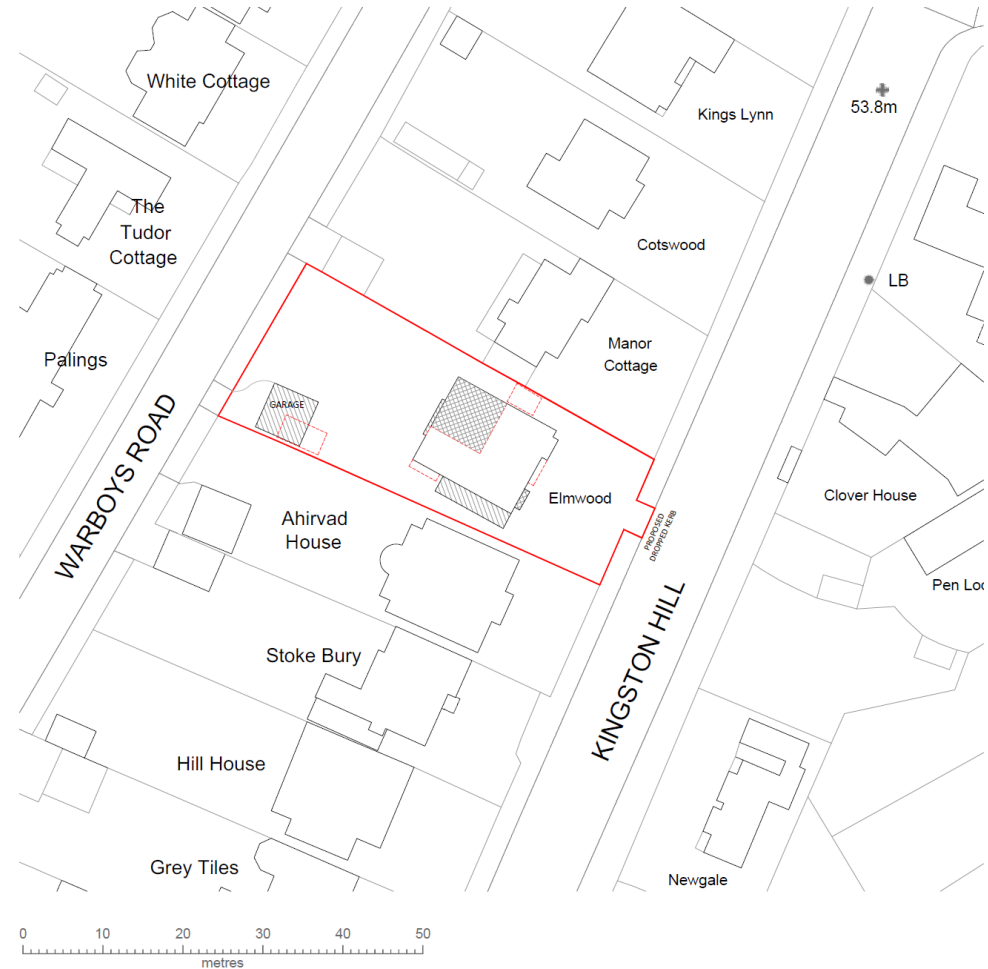 White Cottage
Kings Lynn
53.8m
The
Tudor
Cottage
Cotswood
LB
Manor
Cottage
Palings
GARAGE
WARBOYS ROAD
Elmwood
Clover House
PROPOSED
DROPPED KERB
Ahirvad
House
Pen Loc
KINGSTON HILL
Stoke Bury
Hill House
Grey Tiles
Newgale
0 10 20 30 40 50
metres